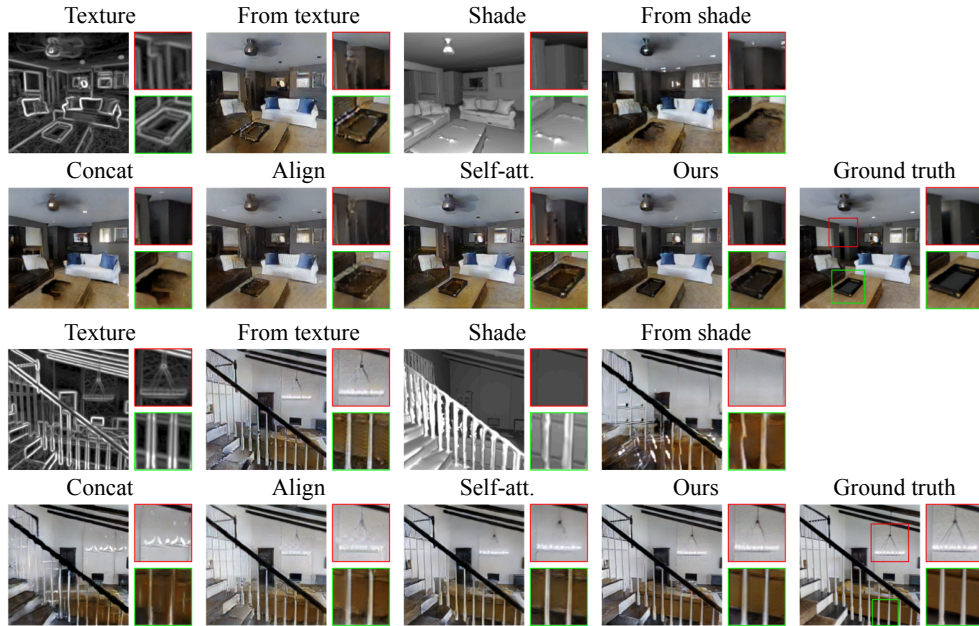 Texture
From texture
Shade
From shade
Concat
Align
Self-att.
Ours
Ground truth
Texture
From texture
Shade
From shade
Concat
Align
Self-att.
Ours
Ground truth